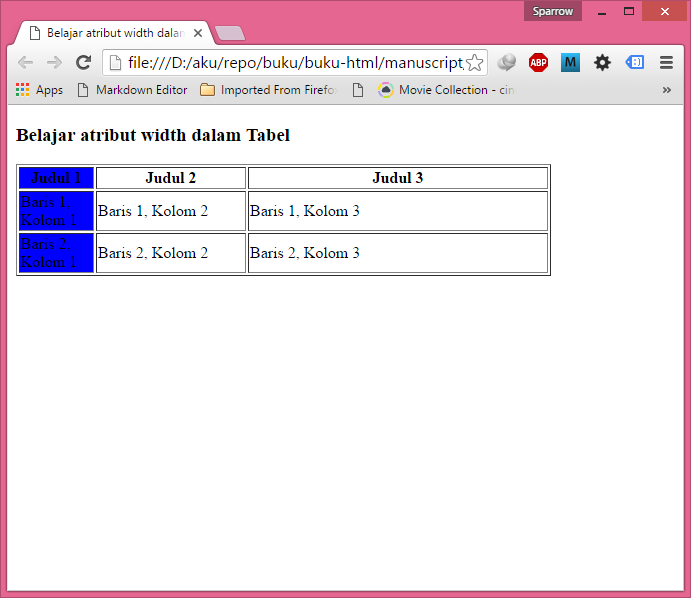 Sparrow
Belajar atribut width dalam
file:///D:/aku/repo/buku/buku-html/manuscript
ABP
M
Apps Markdown Editor Imported From Firefo Movie Collection - cin »
Belajar atribut width dalam Tabel
Judul 1 Judul 2 Judul 3
Baris 1,
Kolom 1 Baris 1, Kolom 2 Baris 1, Kolom 3
Baris 2,
Kolom 1 Baris 2, Kolom 2 Baris 2, Kolom 3